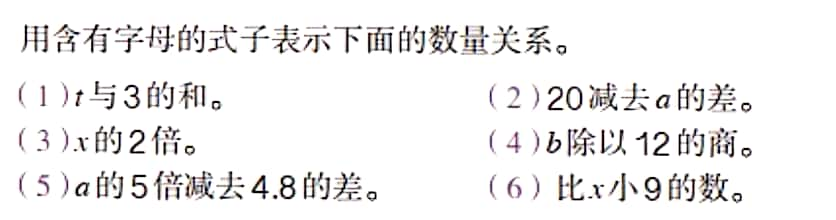 用含有字母的式子表示下面的数量关系。
(1)t与3的和。 (2)20减去a的差。
(3)x的2倍。 (4)b除以12的商。
(5)a的5倍减去4.8的差。 (6) 比x小9的数。